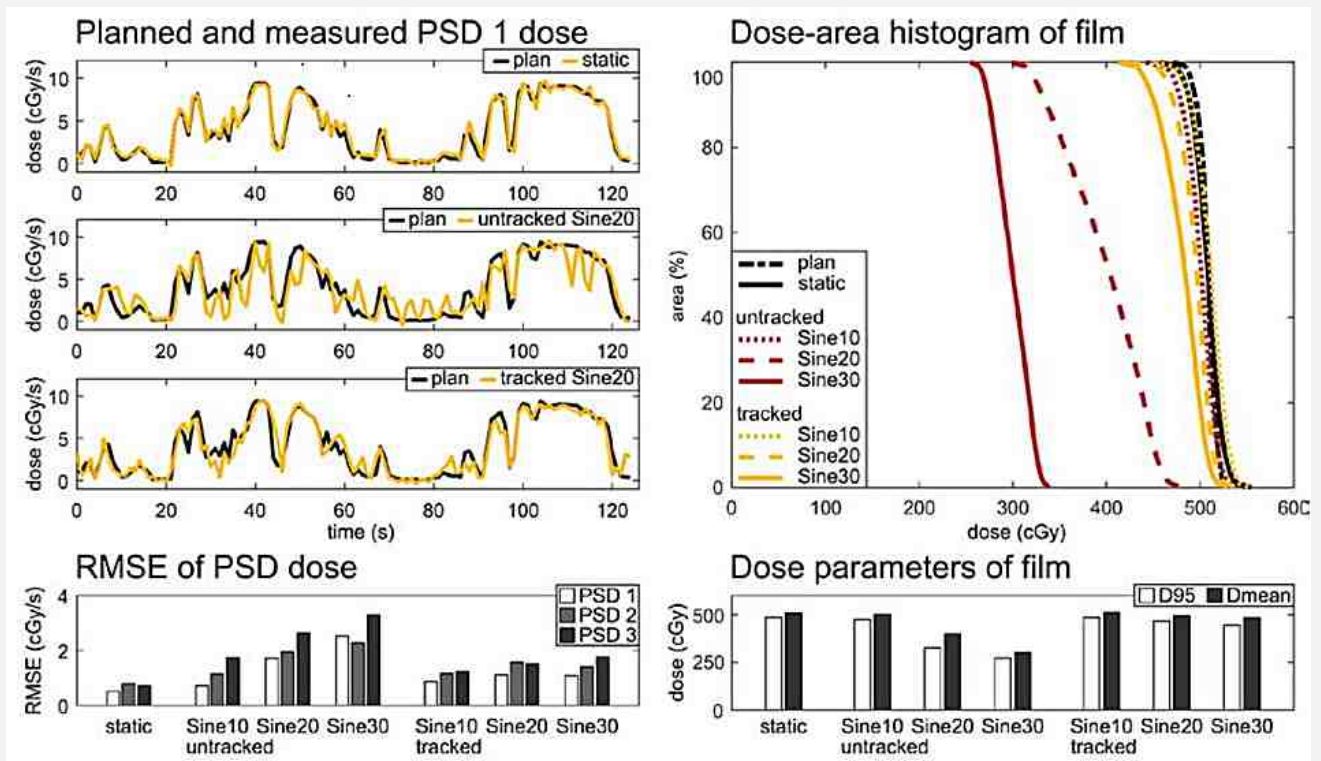 Planned and measured PSD 1 dose
plan static
dose (cGy/s)
10
5
0
0 20 40 60 80 100 120
plan untracked Sine20
dose (cGy/s)
10
5
0
0 20 40 60 80 100 120
plan tracked Sine20
dose (cGy/s)
10
5
0
0 20 40 60 80 100 120
time (s)
Dose-area histogram of film
area (%)
100
80
60
40
20
0
plan
static
untracked
Sine10
Sine20
Sine30
tracked
Sine10
Sine20
Sine30
0 100 200 300 400 500 600
dose (cGy)
RMSE of PSD dose
RMSE (cGy/s)
4
2
0
PSD 1
PSD 2
PSD 3
static Sine10 Sine20 Sine30 Sine10 Sine20 Sine30
untracked tracked
Dose parameters of film
D95 Dmean
dose (cGy)
500
250
0
static Sine10 Sine20 Sine30 Sine10 Sine20 Sine30
untracked tracked